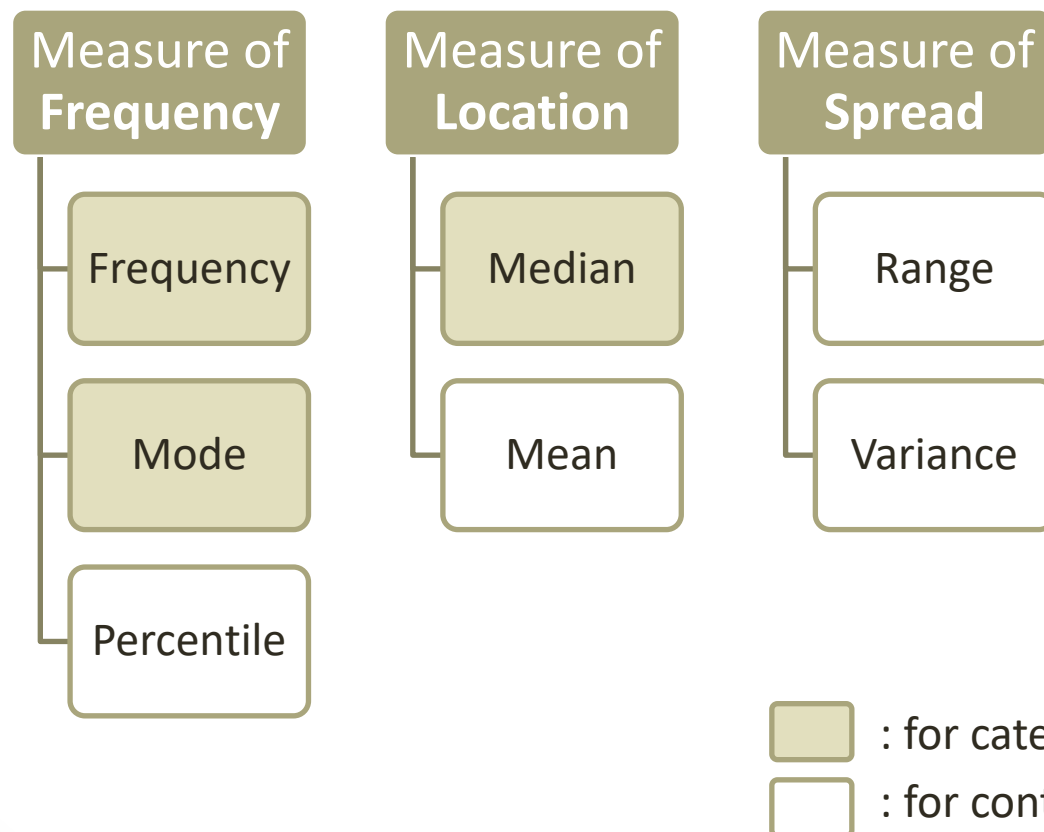 Measure of
Frequency
Frequency
Mode
Percentile
Measure of
Location
Median
Mean
Measure of
Spread
Range
Variance
: for cate
: for cont